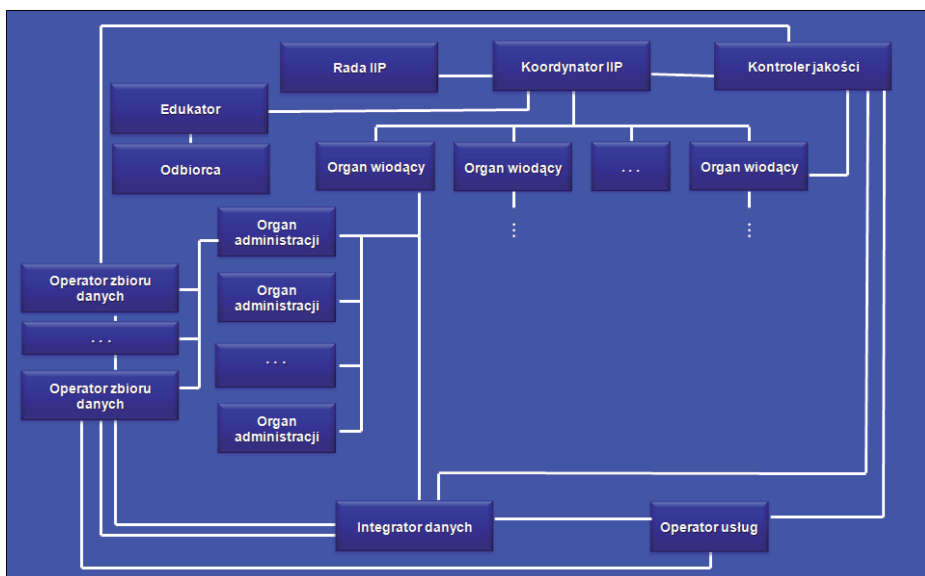 Rada IIP
Koordynator IIP
Kontroler jakości
Edukator
Odbiorca
Organ wiodący
Organ wiodący
. . .
Organ wiodący
...
...
Organ
administracji
Organ
administracji
. . .
Organ
administracji
Operator zbioru
danych
. . .
Operator zbioru
danych
Integrator danych
Operator usług